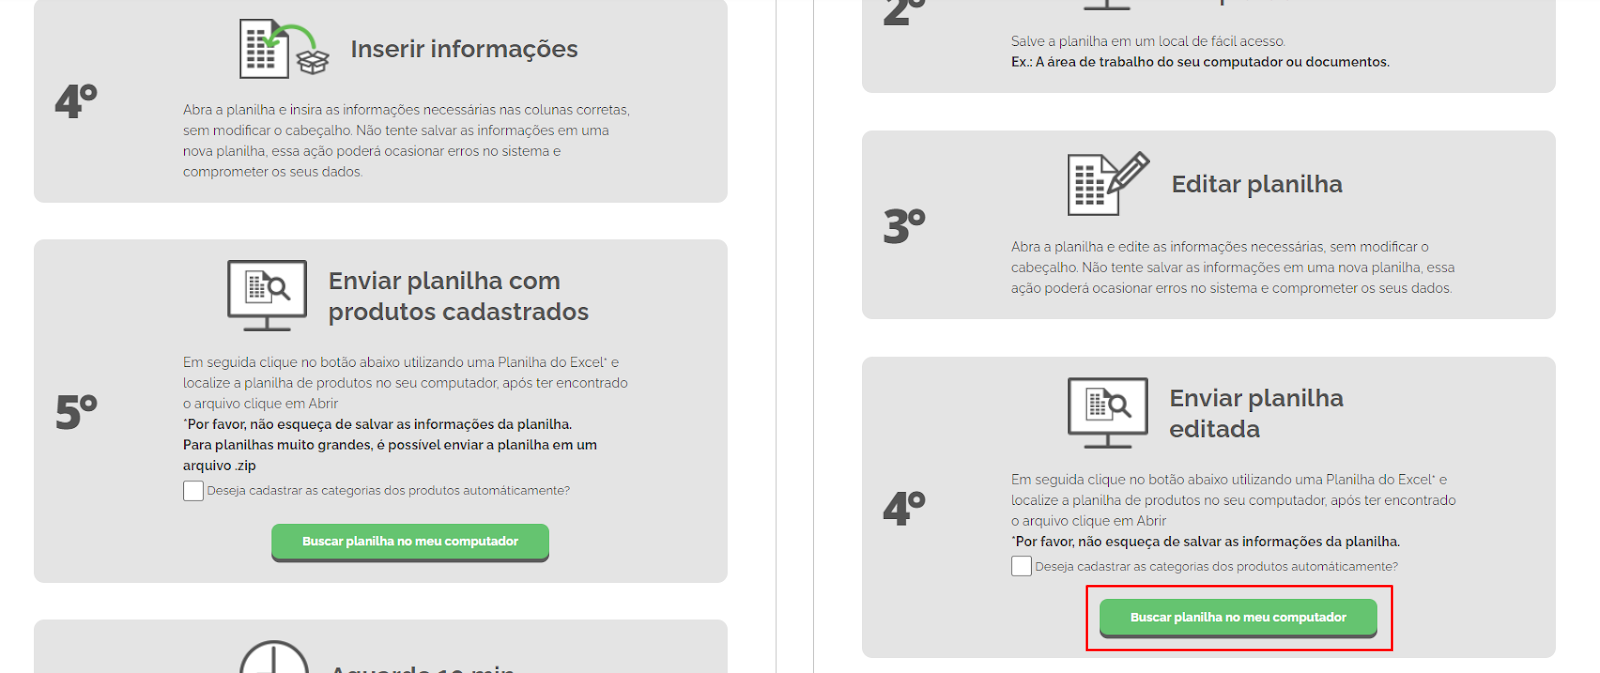 Inserir informações
4º
Abra a planilha e insira as informações necessárias nas colunas corretas,
sem modificar o cabeçalho. Não tente salvar as informações em uma
nova planilha, essa ação poderá ocasionar erros no sistema e
comprometer os seus dados.
Enviar planilha com
produtos cadastrados
5º
Em seguida clique no botão abaixo utilizando uma Planilha do Excel* e
localize a planilha de produtos no seu computador, após ter encontrado
o arquivo clique em Abrir
*Por favor, não esqueça de salvar as informações da planilha.
Para planilhas muito grandes, é possível enviar a planilha em um
arquivo .zip
Deseja cadastrar as categorias dos produtos automáticamente?
Buscar planilha no meu computador
2º
Salve a planilha em um local de fácil acesso.
Ex.: A área de trabalho do seu computador ou documentos.
Editar planilha
3º
Abra a planilha e edite as informações necessárias, sem modificar o
cabeçalho. Não tente salvar as informações em uma nova planilha, essa
ação poderá ocasionar erros no sistema e comprometer os seus dados.
Enviar planilha
editada
4º
Em seguida clique no botão abaixo utilizando uma Planilha do Excel* e
localize a planilha de produtos no seu computador, após ter encontrado
o arquivo clique em Abrir
*Por favor, não esqueça de salvar as informações da planilha.
Deseja cadastrar as categorias dos produtos automáticamente?
Buscar planilha no meu computador